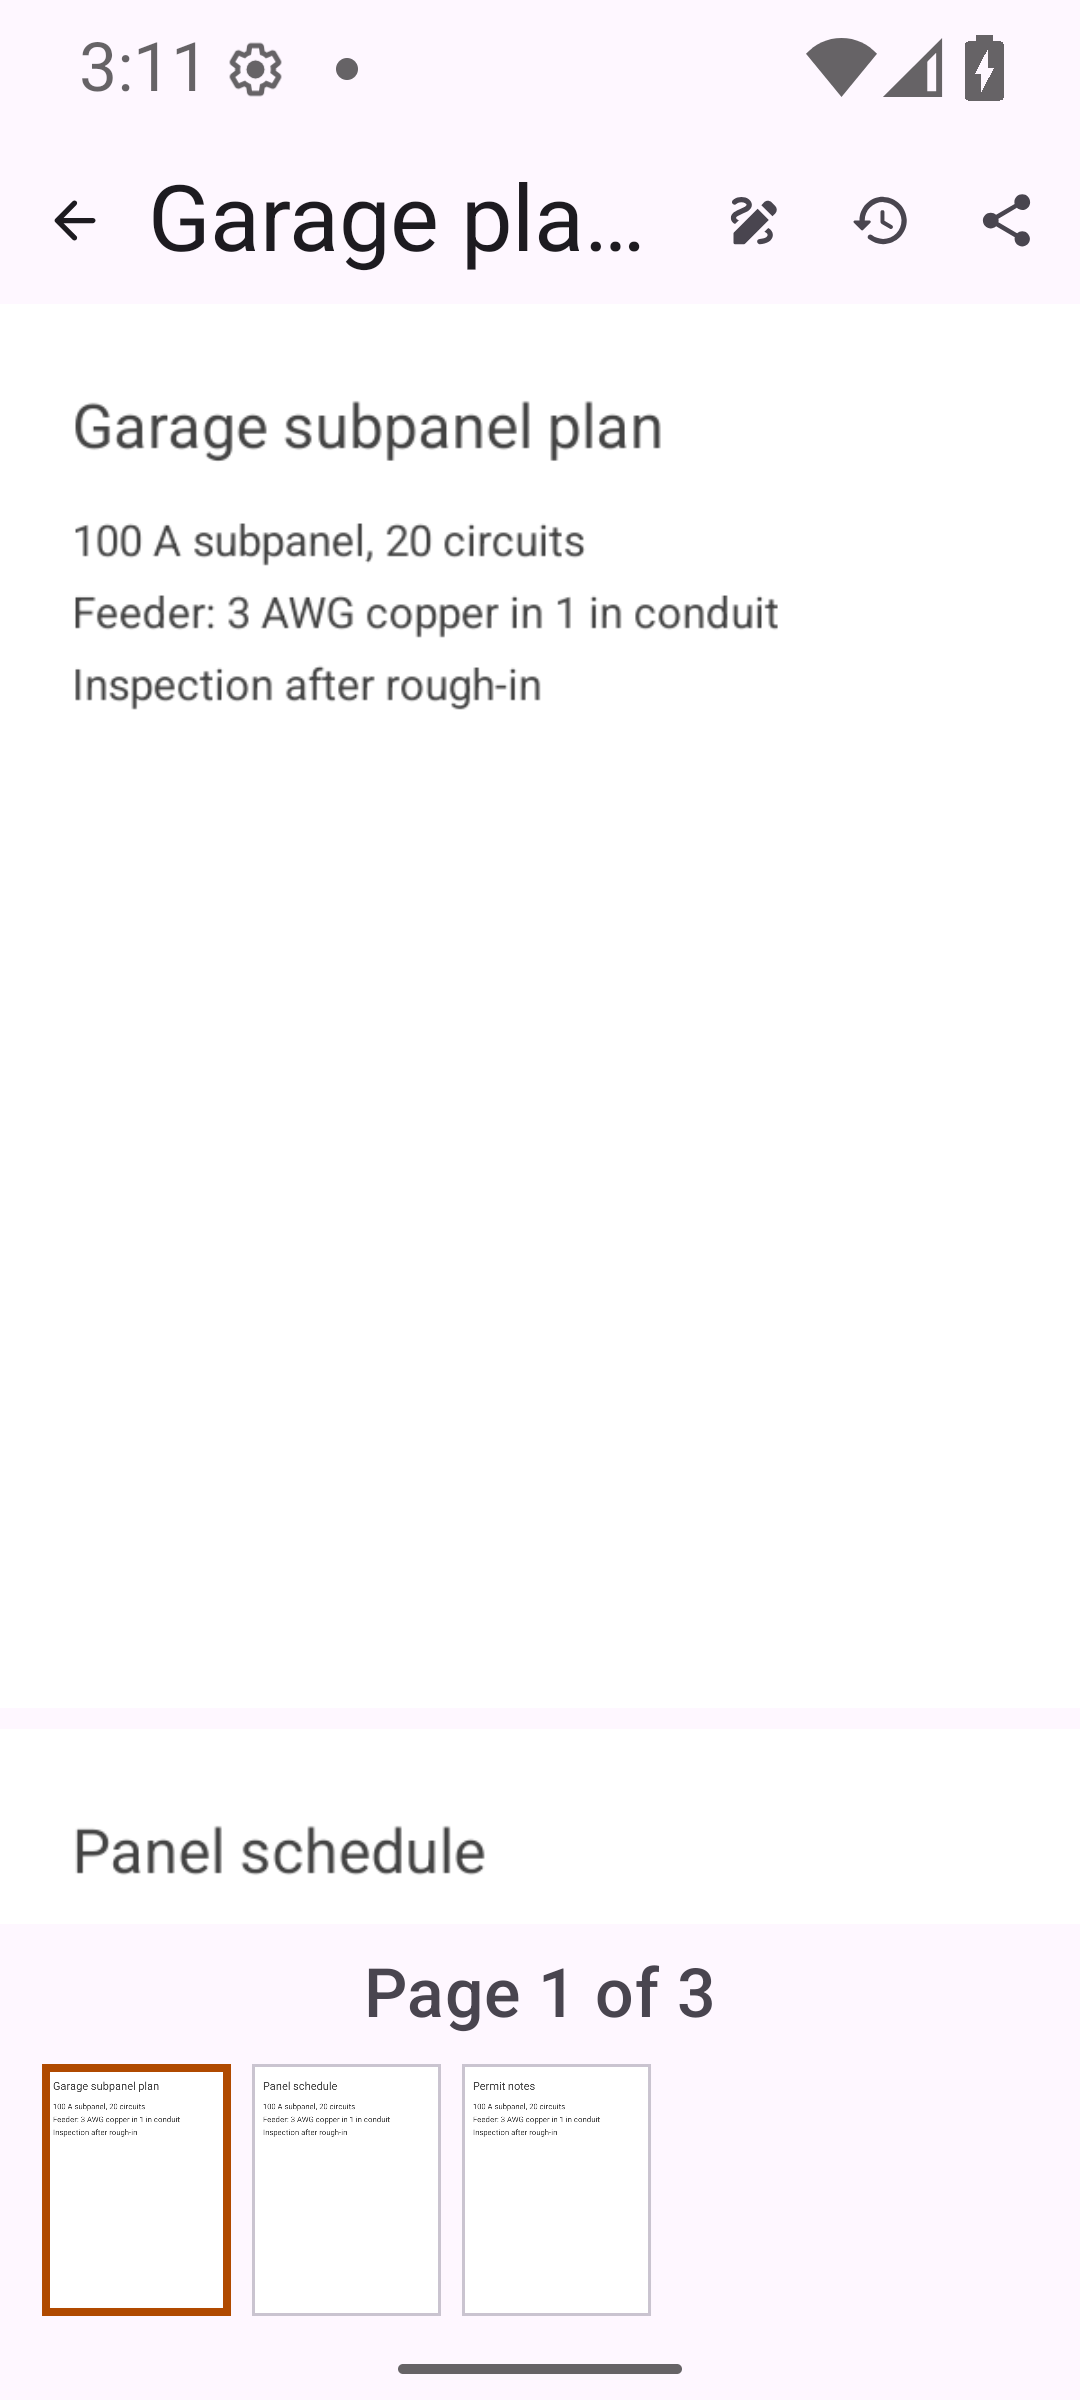 3:11
Garage pla...
Garage subpanel plan
100 A subpanel, 20 circuits
Feeder: 3 AWG copper in 1 in conduit
Inspection after rough-in
Panel schedule
Page 1 of 3
Garage subpanel plan
100 A subpanel, 20 circuits
Feeder: 3 AWG copper in 1 in conduit
Inspection after rough-in
Panel schedule
100 A subpanel, 20 circuits
Feeder: 3 AWG copper in 1 in conduit
Inspection after rough-in
Permit notes
100 A subpanel, 20 circuits
Feeder: 3 AWG copper in 1 in conduit
Inspection after rough-in